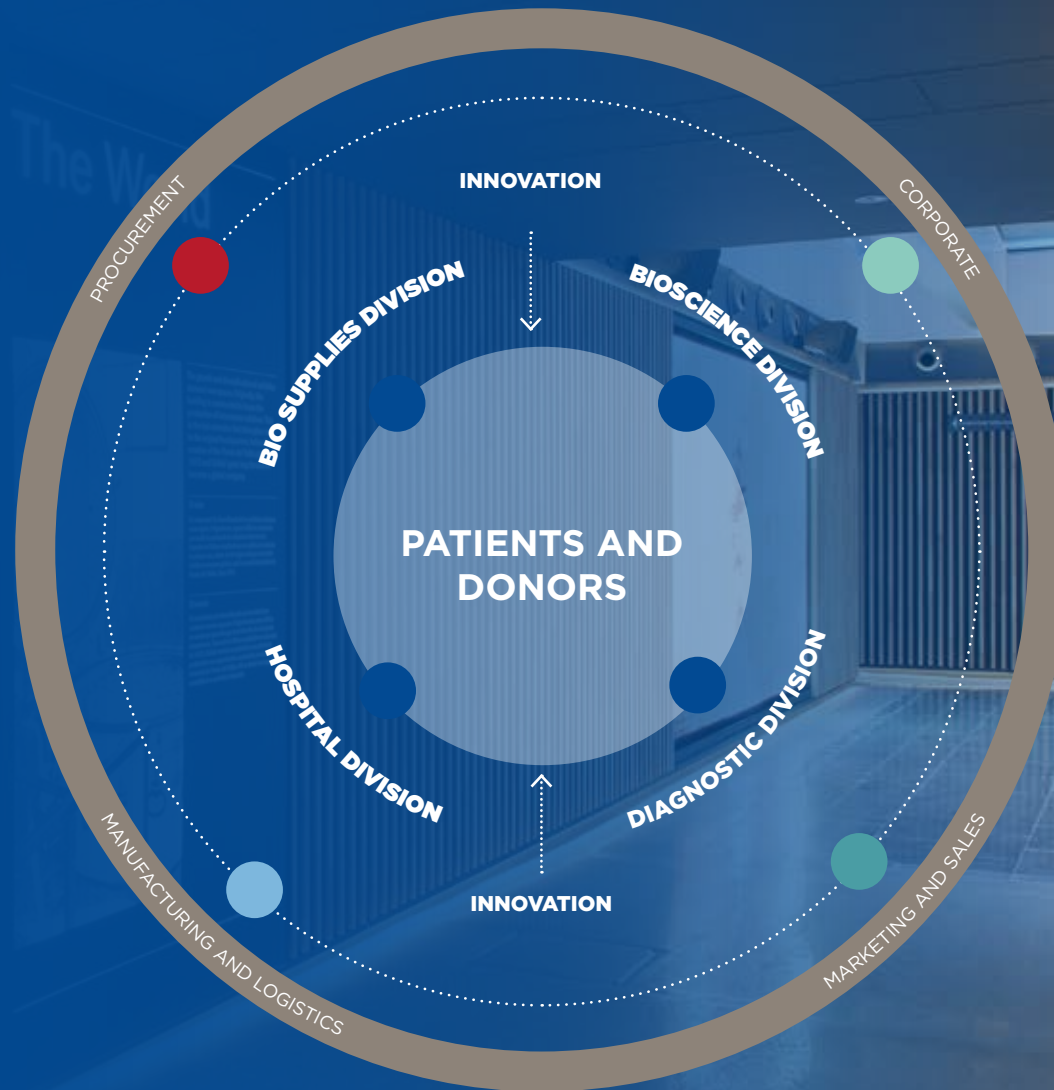 The W
INNOVATION
PROCUREMENT
CORPORATE
BIO SUPPLIES DIVISION
BIOSCIENCE DIVISION
PATIENTS AND
DONORS
HOSPITAL DIVISION
DIAGNOSTIC DIVISION
INNOVATION
MANUFACTURING AND LOGISTICS
MARKETING AND SALES